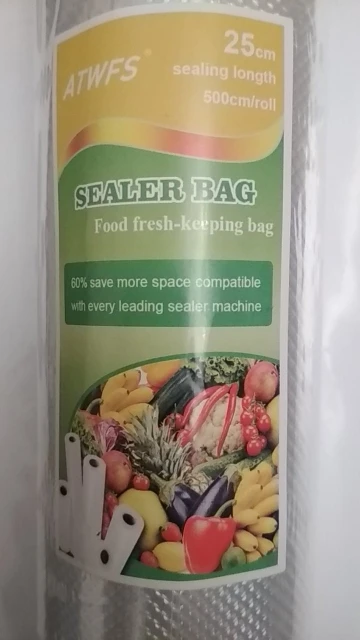 ATWFS
25cm
sealing longth
500cm/roll
SEALER BAG
Food fresh-keeping bag
60% save more space compatible
with every leading sealer machine